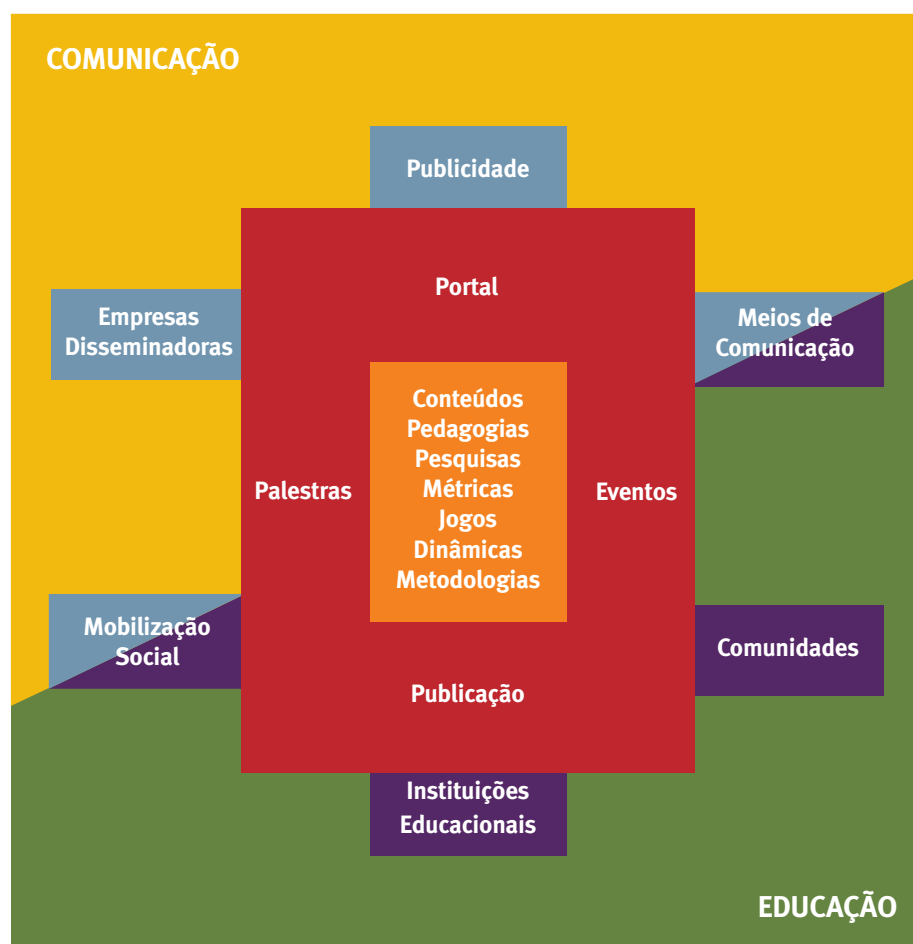 COMUNICAÇÃO
Publicidade
Portal
Empresas
Disseminadoras
Meios de
Comunicação
Conteúdos
Pedagogias
Pesquisas
Métricas
Jogos
Dinâmicas
Metodologias
Palestras
Eventos
Mobilização
Social
Comunidades
Publicação
Instituições
Educacionais
EDUCAÇÃO